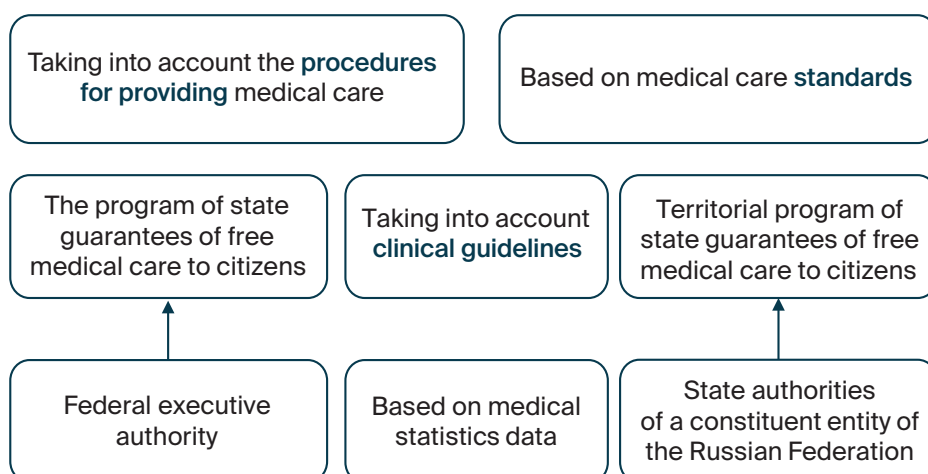 Taking into account the procedures
for providing medical care
Based on medical care standards
The program of state
guarantees of free
medical care to citizens
Taking into account
clinical guidelines
Territorial program of
state guarantees of free
medical care to citizens
Federal executive
authority
Based on medical
statistics data
State authorities
of a constituent entity of
the Russian Federation